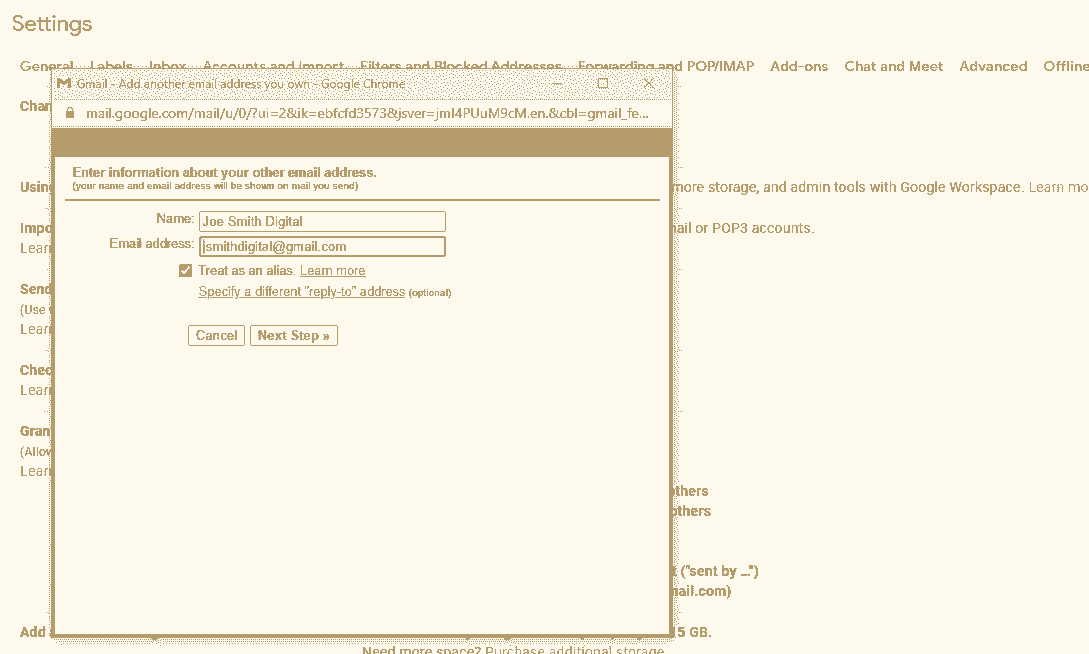 Settings
General Labels Inbox Accounts and Import Filters and Blocked Addresses Forwarding and POP/IMAP Add-ons Chat and Meet Advanced Offline
Gmail - Add another email address you own - Google Chrome
Char
mail.google.com/mail/u/0/?ui=2&ik=ebfcfd3573&jsver=jmI4PUuM9cM.en.&cbl=gmail_fe...
Enter information about your other email address.
(your name and email address will be shown on mail you send)
Using
more storage, and admin tools with Google Workspace. Learn mo
Name: Joe Smith Digital
Impo
ail or POP3 accounts.
Email address: jsmithdigital@gmail.com
Learn
Treat as an alias. Learn more
Send
Specify a different "reply-to" address (optional)
(Use
Learn
Cancel Next Step »
Chec
Learn
Gran
(Allow
Learn
others
others
t ("sent by ...")
nail.com)
Add
15 GB.
Need more space? Purchase additional storage